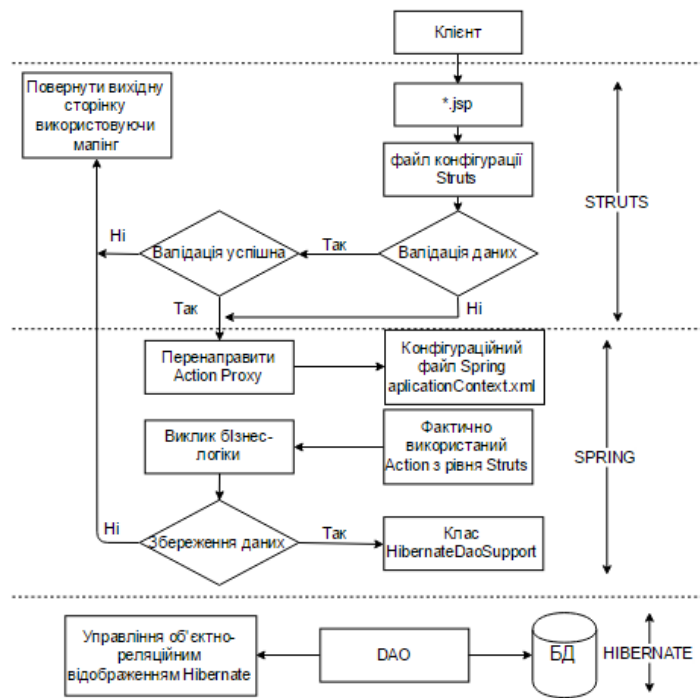 Клієнт
Повернути вихідну
сторінку
використовуючи
мапінг
*.jsp
файл конфігурації
Struts
STRUTS
Ні
Валідація успішна
Так
Валідація даних
Так
Ні
Перенаправити
Action Proxy
Конфігураційний
файл Spring
aplicationContext.xml
Виклик бізнес-
логіки
Фактично
використаний
Action з рівня Struts
SPRING
Ні
Збереження даних
Так
Клас
HibernateDaoSupport
Управління об'єктно-
реляційним
відображенням Hibernate
DAO
БД
HIBERNATE